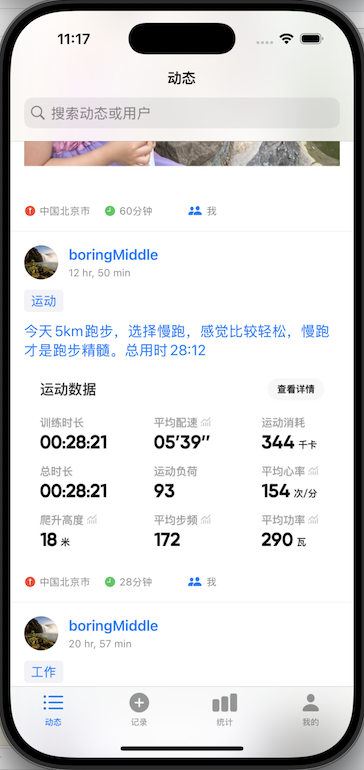 11:17
动态
搜索动态或用户
中国北京市 60分钟 我
boringMiddle
12 hr, 50 min
运动
今天5km跑步，选择慢跑，感觉比较轻松，慢跑
才是跑步精髓。总用时28:12
运动数据 查看详情
训练时长 平均配速 运动消耗
00:28:21 05’39’’ 344 千卡
总时长 运动负荷 平均心率
00:28:21 93 154 次/分
爬升高度 平均步频 平均功率
18 米 172 290 瓦
中国北京市 28分钟 我
boringMiddle
20 hr, 57 min
工作
动态 记录 统计 我的